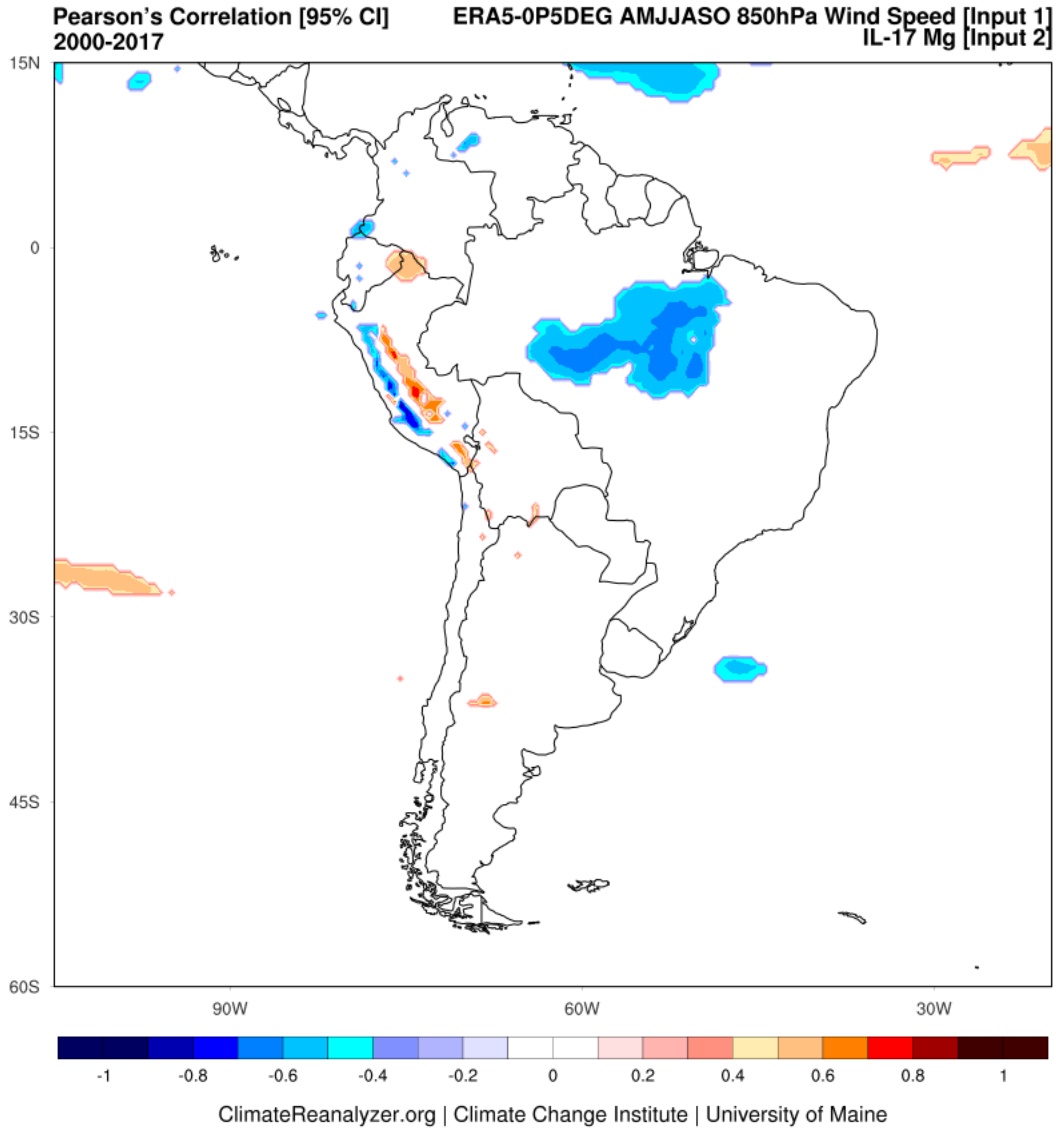 Pearson's Correlation [95% CI]
ERA5-0P5DEG AMJJASO 850hPa Wind Speed [Input 1]
2000-2017
IL-17 Mg [Input 2]
15N
0
15S
30S
45S
60S
90W
60W
30W
-1
-0.8
-0.6
-0.4
-0.2
0
0.2
0.4
0.6
0.8
1
ClimateReanalyzer.org | Climate Change Institute | University of Maine